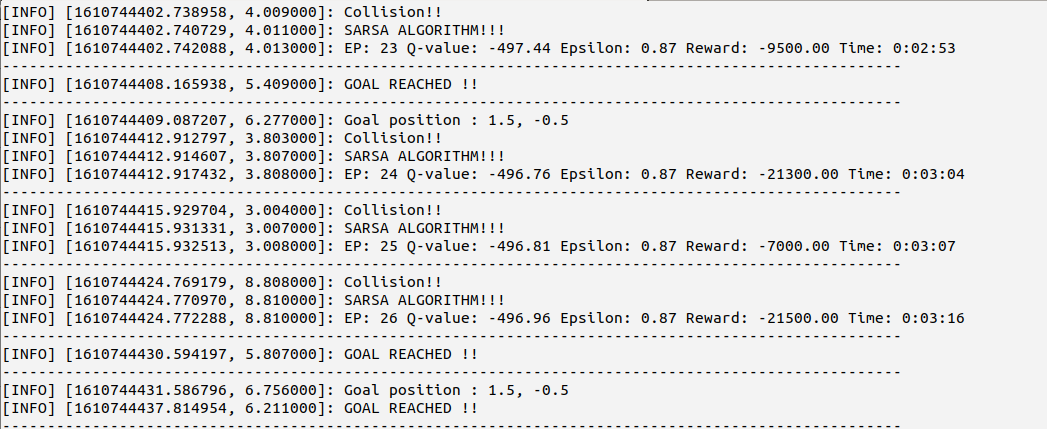 [INFO] [1610744402.738958, 4.009000]: Collision!!
[INFO] [1610744402.740729, 4.011000]: SARSA ALGORITHM!!!
[INFO] [1610744402.742088, 4.013000]: EP: 23 Q-value: -497.44 Epsilon: 0.87 Reward: -9500.00 Time: 0:02:53
----------------------------------------------------------------------------------------------------
[INFO] [1610744408.165938, 5.409000]: GOAL REACHED !!
----------------------------------------------------------------------------------------------------
[INFO] [1610744409.087207, 6.277000]: Goal position : 1.5, -0.5
[INFO] [1610744412.912797, 3.803000]: Collision!!
[INFO] [1610744412.914607, 3.807000]: SARSA ALGORITHM!!!
[INFO] [1610744412.917432, 3.808000]: EP: 24 Q-value: -496.76 Epsilon: 0.87 Reward: -21300.00 Time: 0:03:04
----------------------------------------------------------------------------------------------------
[INFO] [1610744415.929704, 3.004000]: Collision!!
[INFO] [1610744415.931331, 3.007000]: SARSA ALGORITHM!!!
[INFO] [1610744415.932513, 3.008000]: EP: 25 Q-value: -496.81 Epsilon: 0.87 Reward: -7000.00 Time: 0:03:07
----------------------------------------------------------------------------------------------------
[INFO] [1610744424.769179, 8.808000]: Collision!!
[INFO] [1610744424.770970, 8.810000]: SARSA ALGORITHM!!!
[INFO] [1610744424.772288, 8.810000]: EP: 26 Q-value: -496.96 Epsilon: 0.87 Reward: -21500.00 Time: 0:03:16
----------------------------------------------------------------------------------------------------
[INFO] [1610744430.594197, 5.807000]: GOAL REACHED !!
----------------------------------------------------------------------------------------------------
[INFO] [1610744431.586796, 6.756000]: Goal position : 1.5, -0.5
[INFO] [1610744437.814954, 6.211000]: GOAL REACHED !!
----------------------------------------------------------------------------------------------------